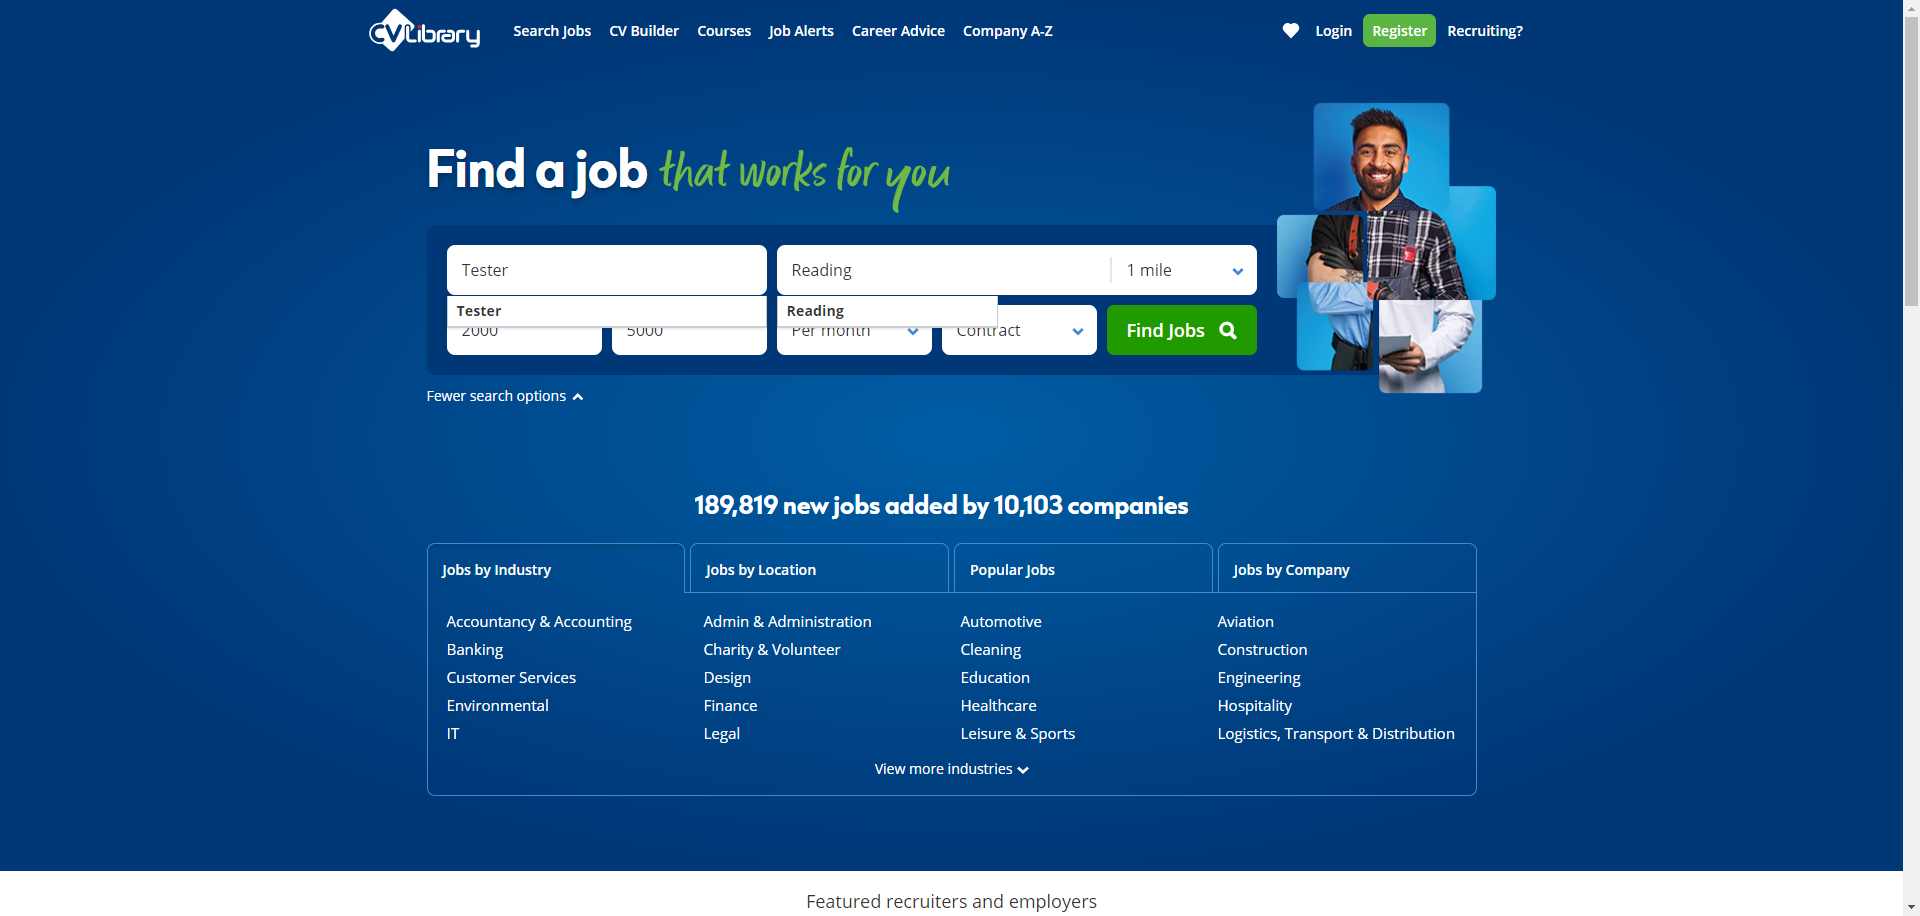 CVLibrary
Search Jobs CV Builder Courses Job Alerts Career Advice Company A-Z
Login Register Recruiting?
Find a job that works for you
Tester
Reading 1 mile
Tester
Reading
2000 5000 Per month Contract Find Jobs
Fewer search options
189,819 new jobs added by 10,103 companies
Jobs by Industry Jobs by Location Popular Jobs Jobs by Company
Accountancy & Accounting Admin & Administration Automotive Aviation
Banking Charity & Volunteer Cleaning Construction
Customer Services Design Education Engineering
Environmental Finance Healthcare Hospitality
IT Legal Leisure & Sports Logistics, Transport & Distribution
View more industries
Featured recruiters and employers